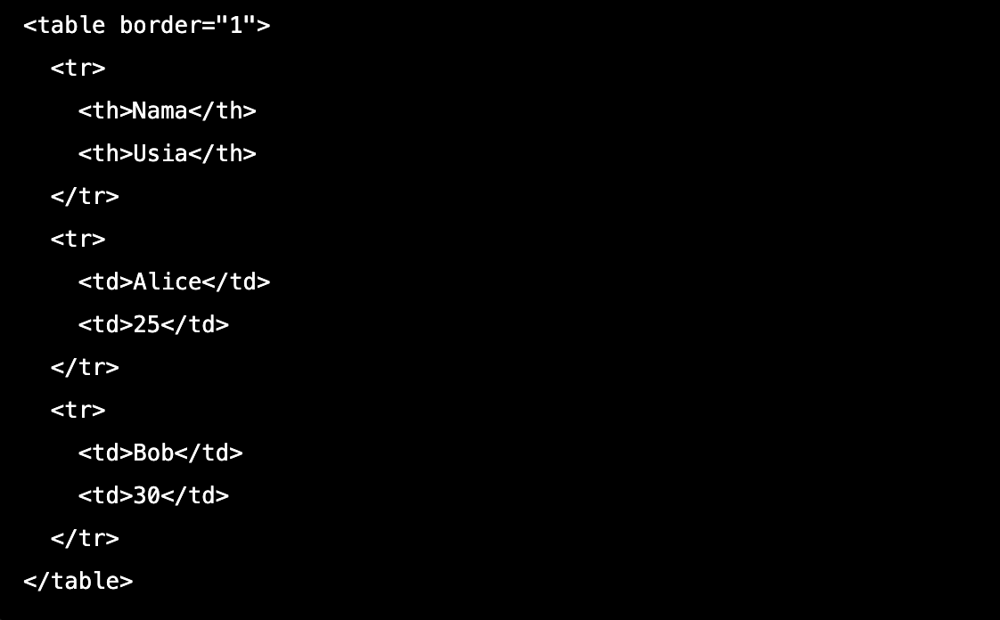 <table border="1">
  <tr>
    <th>Nama</th>
    <th>Usia</th>
  </tr>
  <tr>
    <td>Alice</td>
    <td>25</td>
  </tr>
  <tr>
    <td>Bob</td>
    <td>30</td>
  </tr>
</table>